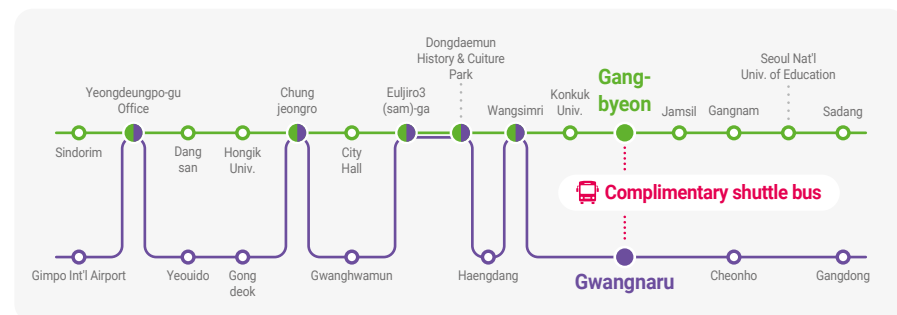 Dongdaemun
History & Cuiture
Park
Yeongdeungpo-gu
Office
Chung
jeongro
Euljiro3
(sam)-ga
Wangsimri
Konkuk
Univ.
Gang-
byeon
Jamsil
Gangnam
Seoul Nat'l
Univ. of Education
Sadang
Sindorim
Dang
san
Hongik
Univ.
City
Hall
Complimentary shuttle bus
Gimpo Int'l Airport
Yeouido
Gong
deok
Gwanghwamun
Haengdang
Gwangnaru
Cheonho
Gangdong